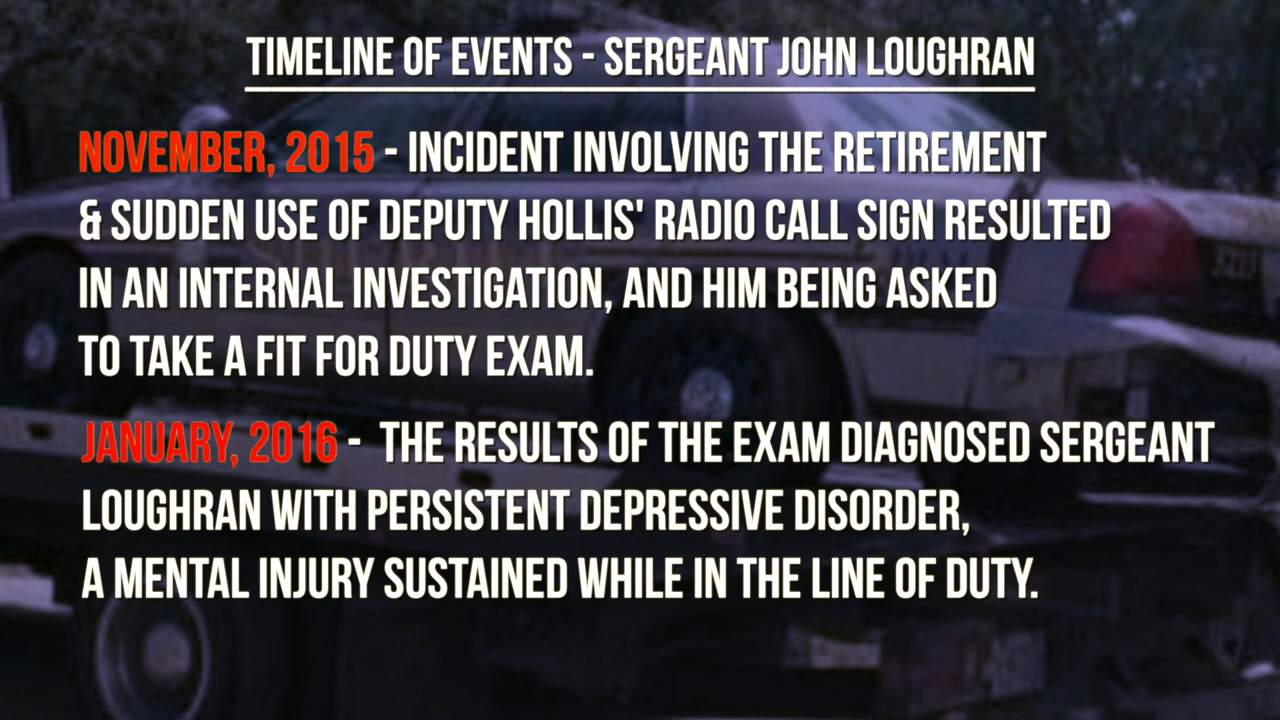 TIMELINE OF EVENTS - SERGEANT JOHN LOUGHRAN
NOVEMBER, 2015 - INCIDENT INVOLVING THE RETIREMENT
& SUDDEN USE OF DEPUTY HOLLIS' RADIO CALL SIGN RESULTED
IN AN INTERNAL INVESTIGATION, AND HIM BEING ASKED
TO TAKE A FIT FOR DUTY EXAM.
JANUARY, 2016 - THE RESULTS OF THE EXAM DIAGNOSED SERGEANT
LOUGHRAN WITH PERSISTENT DEPRESSIVE DISORDER,
A MENTAL INJURY SUSTAINED WHILE IN THE LINE OF DUTY.